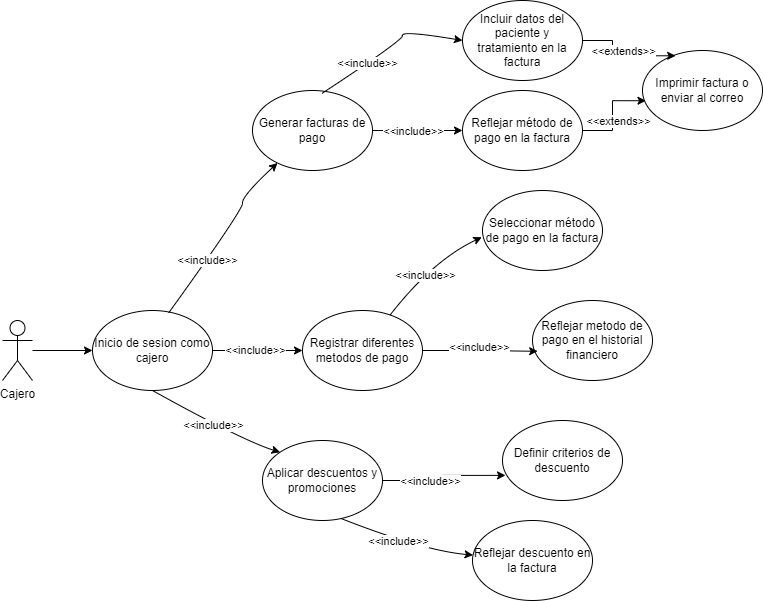 Incluir datos del
paciente y
tratamiento en la
factura
<<extends>>
<<include>>
Imprimir factura o
enviar al correo
Generar facturas de
pago
<<include>>
Reflejar método de
pago en la factura
<<extends>>
Seleccionar método
de pago en la factura
<<include>>
<<include>>
Inicio de sesion como
cajero
<<include>>
Registrar diferentes
metodos de pago
<<include>>
Reflejar metodo de
pago en el historial
financiero
Cajero
<<include>>
Aplicar descuentos y
promociones
<<include>>
Definir criterios de
descuento
<<include>>
Reflejar descuento en
la factura